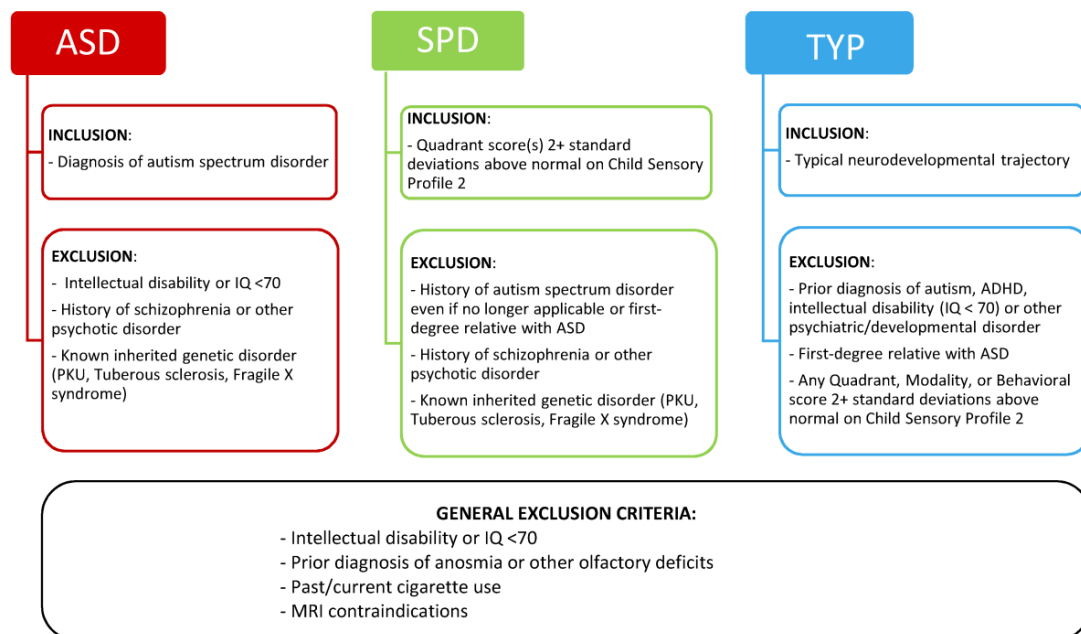 ASD
INCLUSION:
- Diagnosis of autism spectrum disorder
EXCLUSION:
- Intellectual disability or IQ <70
- History of schizophrenia or other
psychotic disorder
- Known inherited genetic disorder
(PKU, Tuberous sclerosis, Fragile X
syndrome)
SPD
INCLUSION:
- Quadrant score(s) 2+ standard
deviations above normal on Child Sensory
Profile 2
EXCLUSION:
- History of autism spectrum disorder
even if no longer applicable or first-
degree relative with ASD
- History of schizophrenia or other
psychotic disorder
- Known inherited genetic disorder (PKU,
Tuberous sclerosis, Fragile X syndrome)
TYP
INCLUSION:
- Typical neurodevelopmental trajectory
EXCLUSION:
- Prior diagnosis of autism, ADHD,
intellectual disability (IQ < 70) or other
psychiatric/developmental disorder
- First-degree relative with ASD
- Any Quadrant, Modality, or Behavioral
score 2+ standard deviations above
normal on Child Sensory Profile 2
GENERAL EXCLUSION CRITERIA:
- Intellectual disability or IQ <70
- Prior diagnosis of anosmia or other olfactory deficits
- Past/current cigarette use
- MRI contraindications